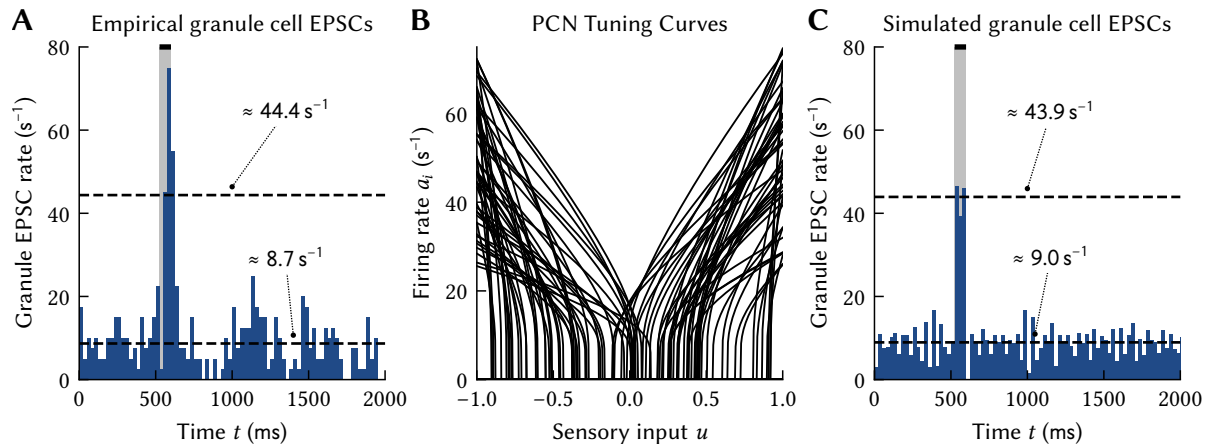 A Empirical granule cell EPSCs
Granule EPSC rate (s⁻¹)
80
60
40
20
0
≈ 44.4 s⁻¹
≈ 8.7 s⁻¹
0 500 1000 1500 2000
Time t (ms)
B PCN Tuning Curves
Firing rate aᵢ (s⁻¹)
60
40
20
0
−1.0 −0.5 0.0 0.5 1.0
Sensory input u
C Simulated granule cell EPSCs
Granule EPSC rate (s⁻¹)
80
60
40
20
0
≈ 43.9 s⁻¹
≈ 9.0 s⁻¹
0 500 1000 1500 2000
Time t (ms)